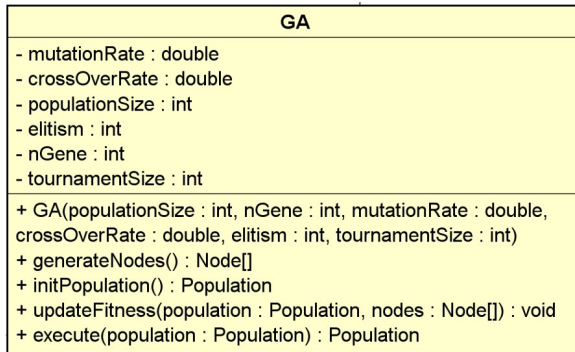 GA
- mutationRate : double
- crossOverRate : double
- populationSize : int
- elitism : int
- nGene : int
- tournamentSize : int
+ GA(populationSize : int, nGene : int, mutationRate : double,
crossOverRate : double, elitism : int, tournamentSize : int)
+ generateNodes() : Node[]
+ initPopulation() : Population
+ updateFitness(population : Population, nodes : Node[]) : void
+ execute(population : Population) : Population